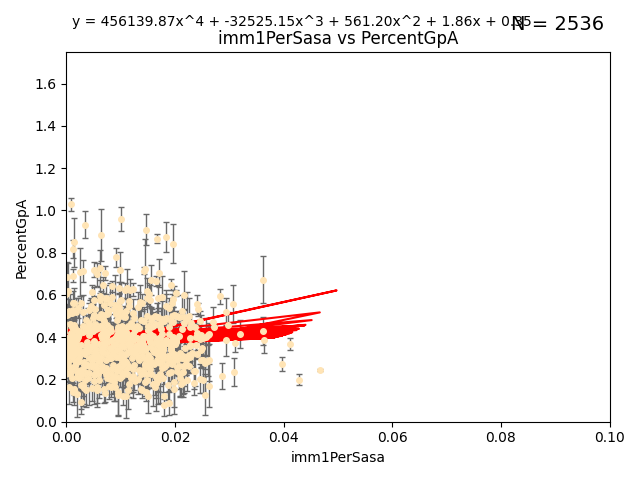 y = 456139.87x^4 + -32525.15x^3 + 561.20x^2 + 1.86x + 0.35
N = 2536
imm1PerSasa vs PercentGpA
1.6
1.4
1.2
1.0
0.8
0.6
0.4
0.2
0.0
PercentGpA
0.00 0.02 0.04 0.06 0.08 0.10
imm1PerSasa